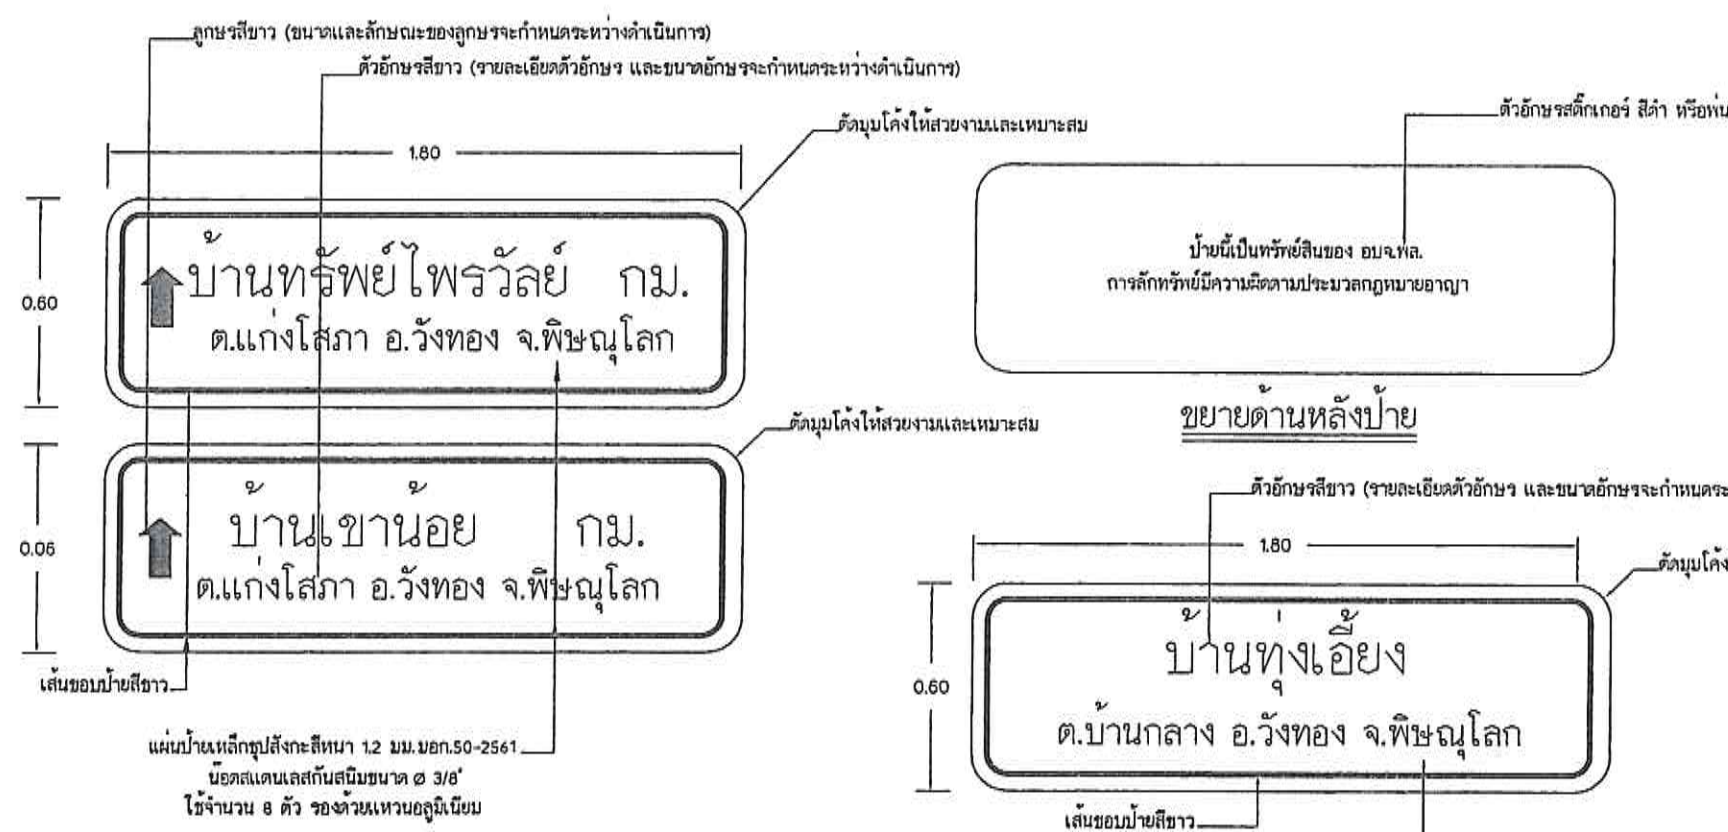 ลูกษรสีขาว (ขนาดและลักษณะของลูกษรจะกำหนดระหว่างดำเนินการ)
ตัวอักษรสีขาว (รายละเอียดตัวอักษร และขนาดอักษรจะกำหนดระหว่างดำเนินการ)
ตัดมุมโค้งให้สวยงามและเหมาะสม
1.80
0.60
บ้านทรัพย์ไพรวัลย์ กม.
ต.แก่งโสภา อ.วังทอง จ.พิษณุโลก
ตัดมุมโค้งให้สวยงามและเหมาะสม
0.06
บ้านเขาน้อย กม.
ต.แก่งโสภา อ.วังทอง จ.พิษณุโลก
เส้นขอบป้ายสีขาว
แผ่นป้ายเหล็กชุปสังกะสีหนา 1.2 มม.มอก.50-2561
น๊อตสแตนเลสกันสนิมขนาด Ø 3/8"
ใช้จำนวน 8 ตัว รองด้วยแหวนอลูมิเนียม
ตัวอักษรสติ๊กเกอร์ สีดำ หรือพ่น
ป้ายนี้เป็นทรัพย์สินของ อบจ.พล.
การลักทรัพย์มีความผิดตามประมวลกฎหมายอาญา
ขยายด้านหลังป้าย
ตัวอักษรสีขาว (รายละเอียดตัวอักษร และขนาดอักษรจะกำหนดระ
1.80
ตัดมุมโค้ง
0.60
บ้านทุ่งเอี้ยง
ต.บ้านกลาง อ.วังทอง จ.พิษณุโลก
เส้นขอบป้ายสีขาว